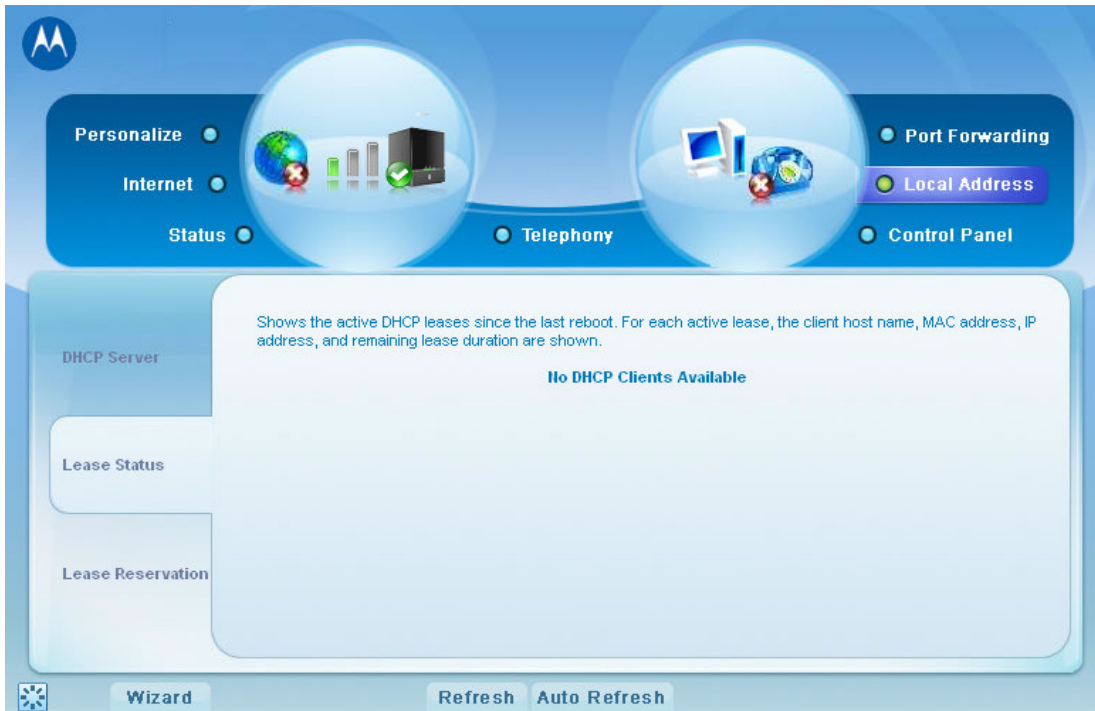 Personalize
Internet
Status
Telephony
Port Forwarding
Local Address
Control Panel
DHCP Server
Lease Status
Lease Reservation
Shows the active DHCP leases since the last reboot. For each active lease, the client host name, MAC address, IP
address, and remaining lease duration are shown.
No DHCP Clients Available
Wizard
Refresh
Auto Refresh